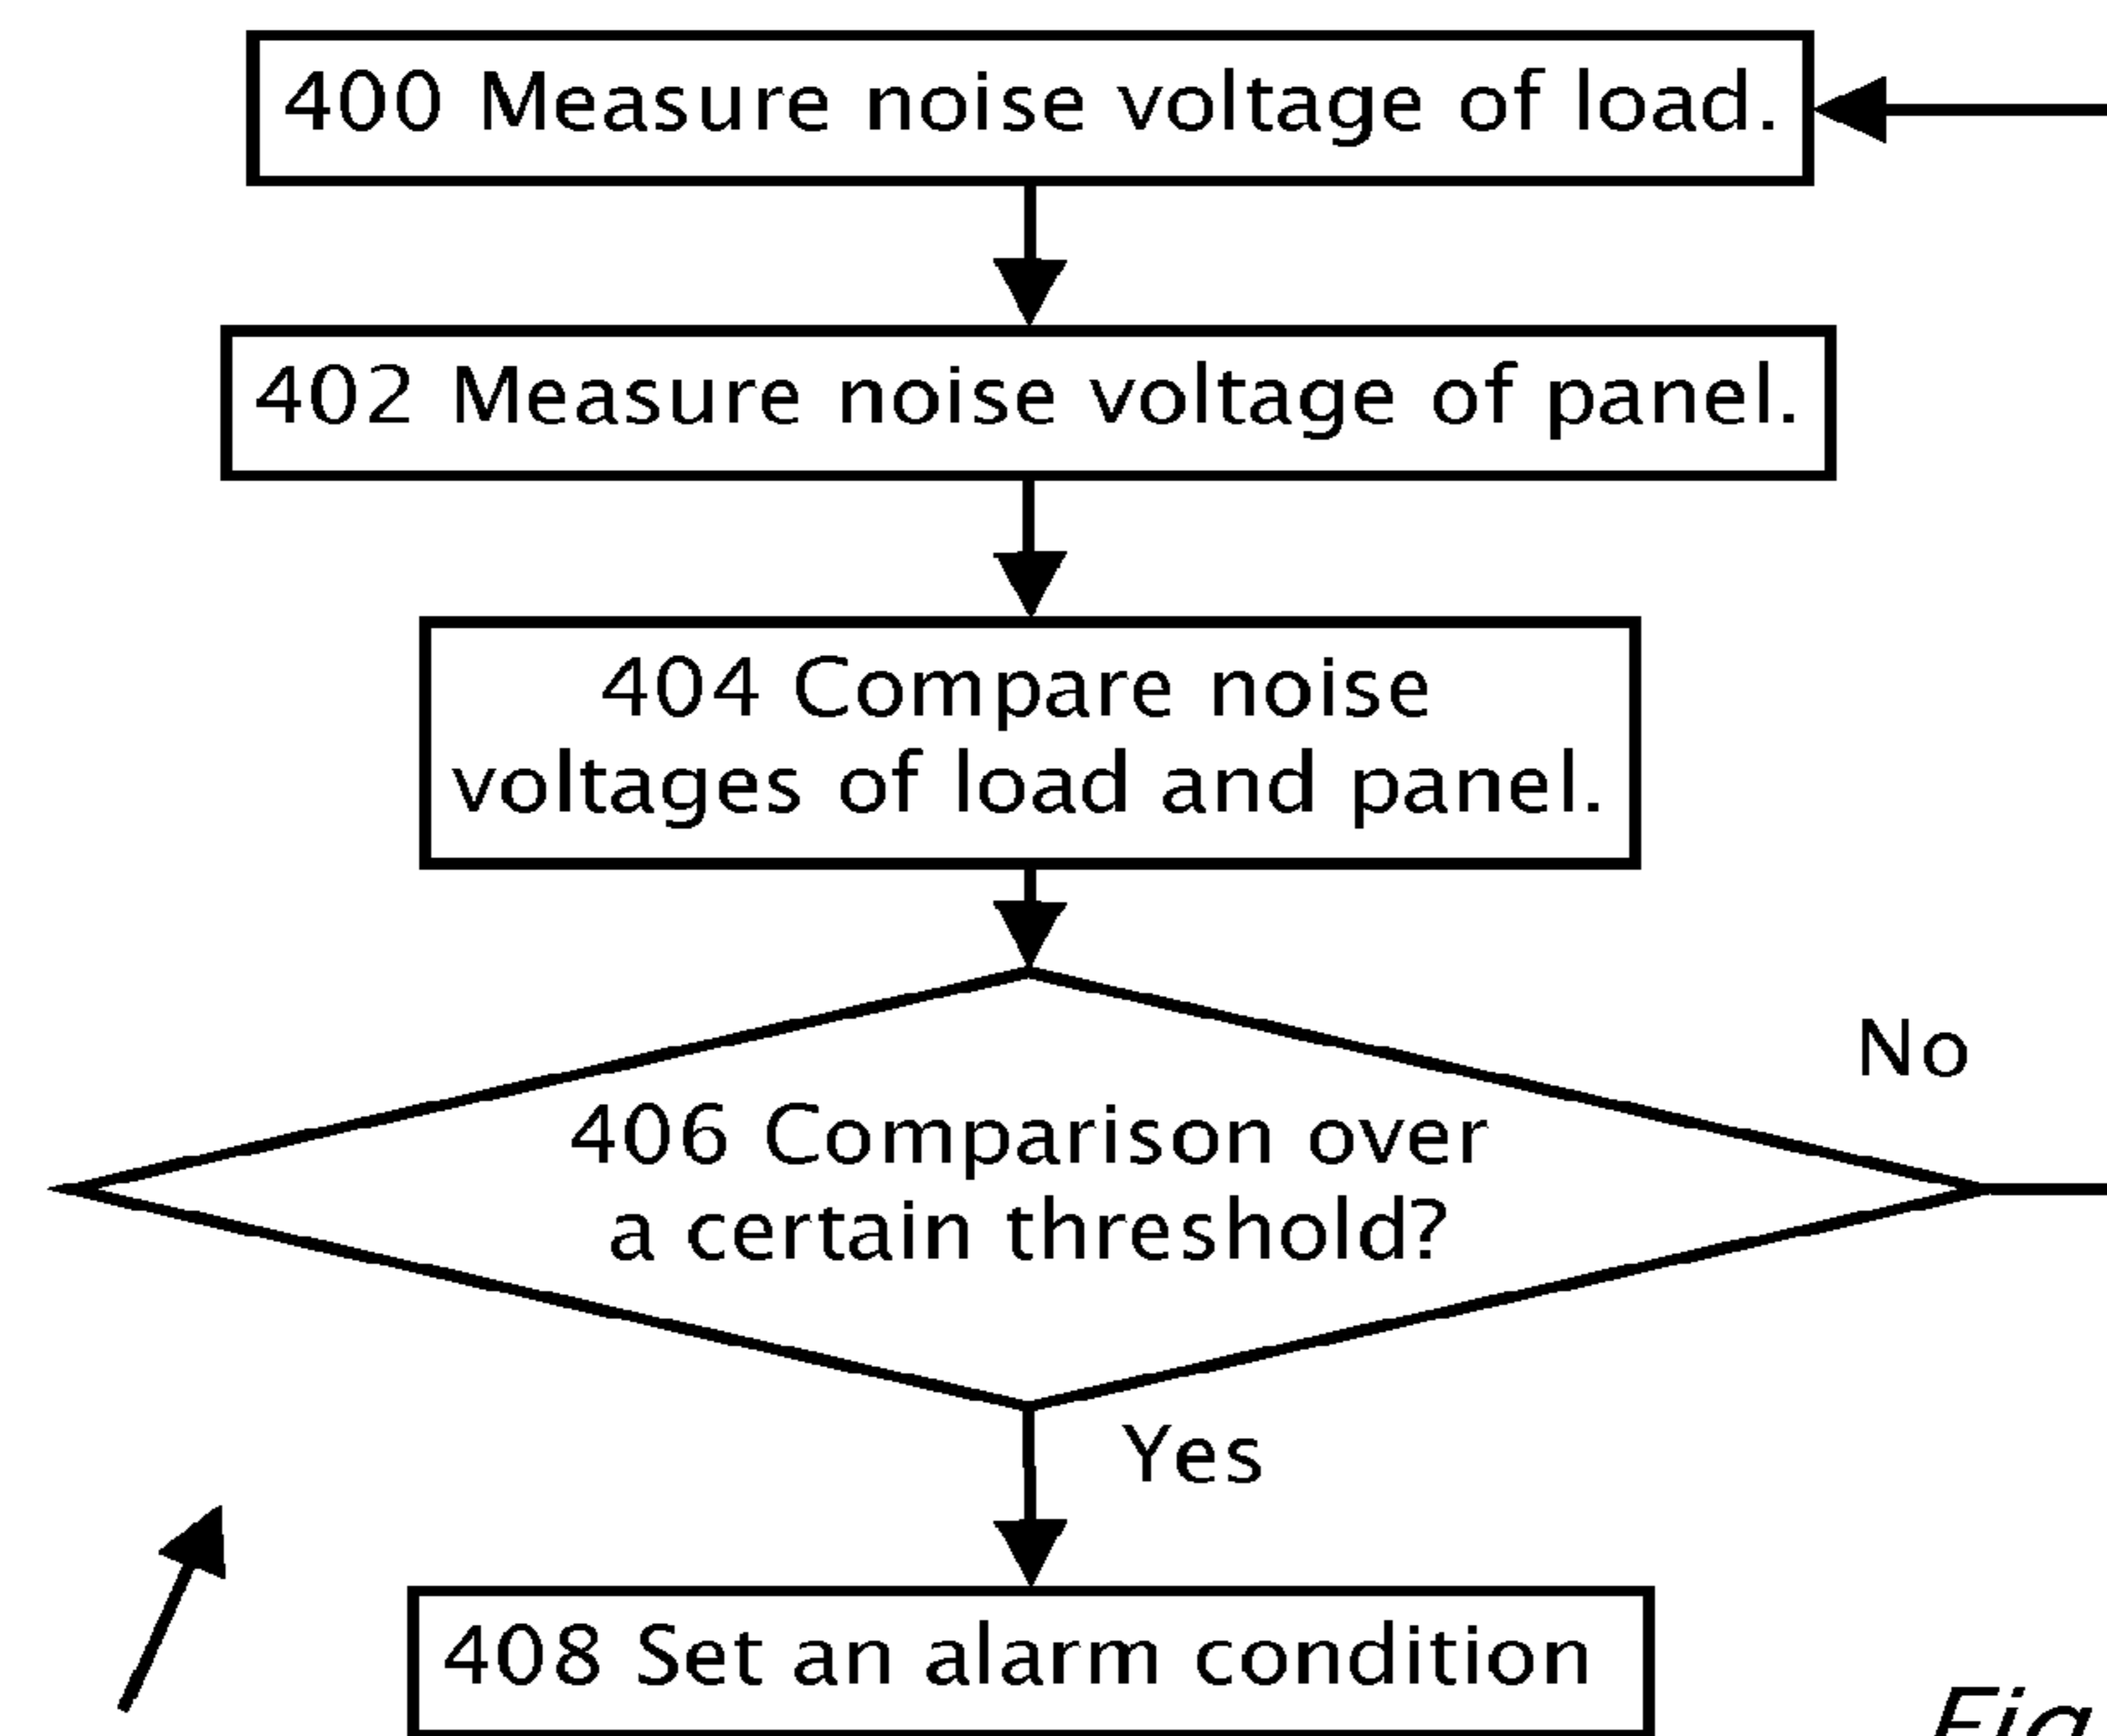 400 Measure noise voltage of load.
402 Measure noise voltage of panel.
404 Compare noise
voltages of load and panel.
No
406 Comparison over
a certain threshold?
Yes
408 Set an alarm condition
Fig